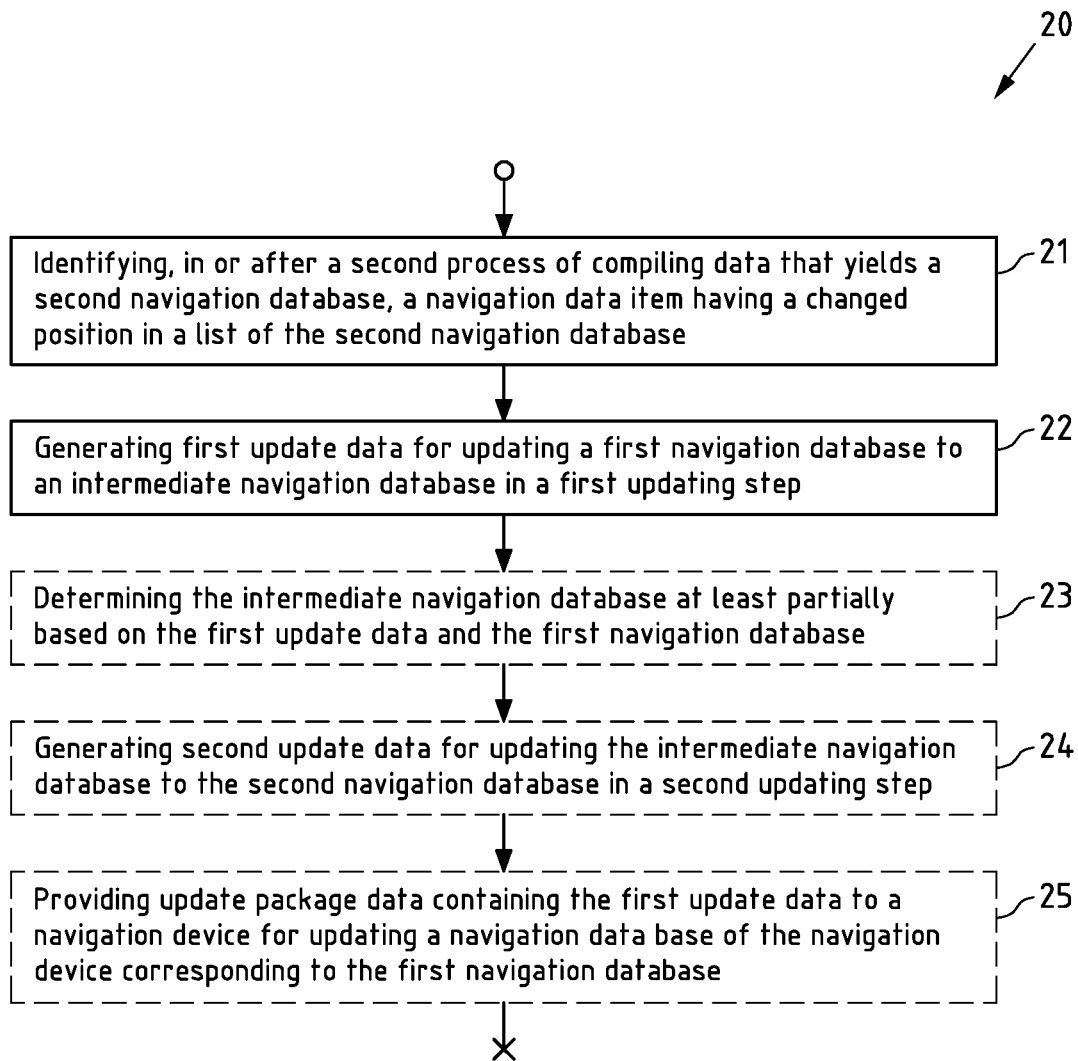 20
Identifying, in or after a second process of compiling data that yields a
second navigation database, a navigation data item having a changed
position in a list of the second navigation database
21
Generating first update data for updating a first navigation database to
an intermediate navigation database in a first updating step
22
Determining the intermediate navigation database at least partially
based on the first update data and the first navigation database
23
Generating second update data for updating the intermediate navigation
database to the second navigation database in a second updating step
24
Providing update package data containing the first update data to a
navigation device for updating a navigation data base of the navigation
device corresponding to the first navigation database
25